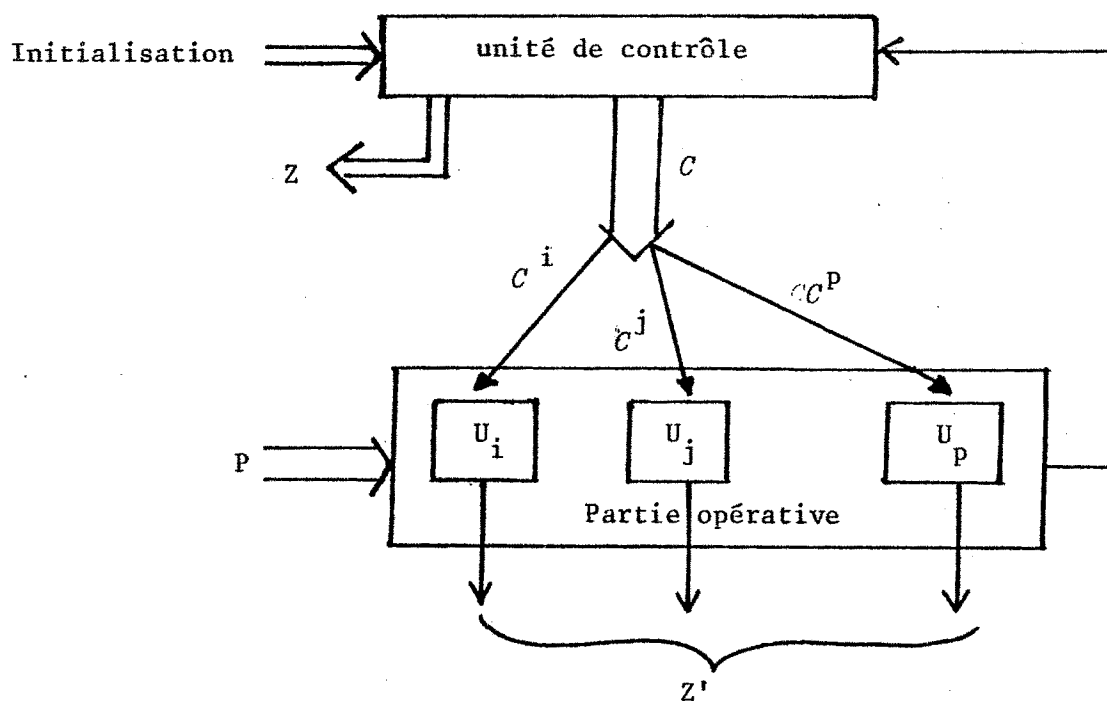 Initialisation
unité de contrôle
Z
C
C i
C j
CC P
U i
U j
U p
P
Partie opérative
Z'